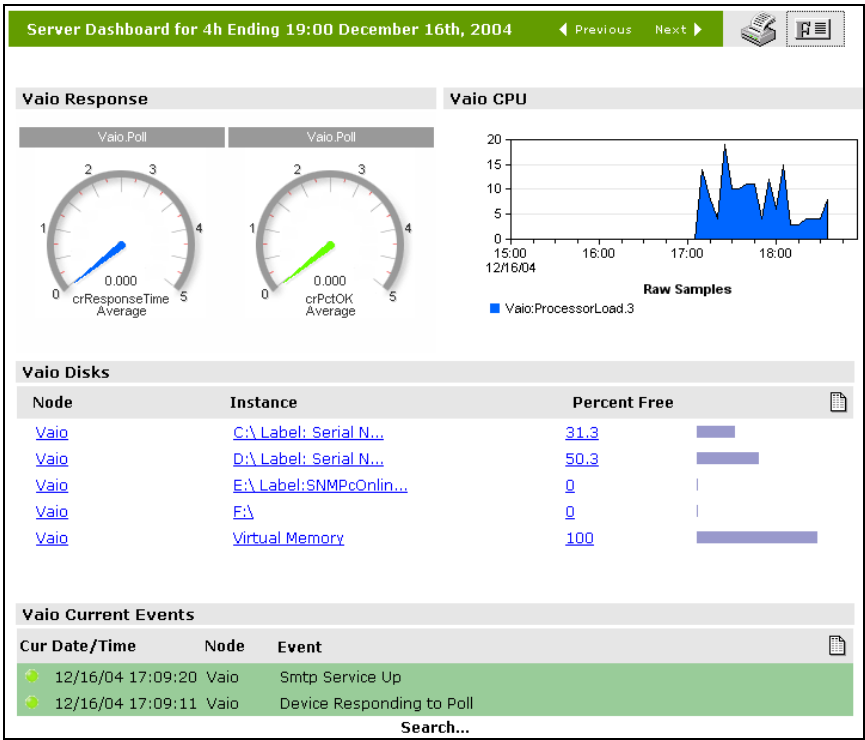 Server Dashboard for 4h Ending 19:00 December 16th, 2004 Previous Next
Vaio Response
Vaio.Poll
2 3
1 4
0.000
0 5
crResponseTime
Average
Vaio.Poll
2 3
1 4
0.000
0 5
crPctOK
Average
Vaio CPU
20
15
10
5
0
15:00 16:00 17:00 18:00
12/16/04
Raw Samples
Vaio:ProcessorLoad.3
Vaio Disks
Node Instance Percent Free
Vaio C:\ Label: Serial N... 31.3
Vaio D:\ Label: Serial N... 50.3
Vaio E:\ Label:SNMPcOnlin... 0
Vaio F:\ 0
Vaio Virtual Memory 100
Vaio Current Events
Cur Date/Time Node Event
12/16/04 17:09:20 Vaio Smtp Service Up
12/16/04 17:09:11 Vaio Device Responding to Poll
Search...